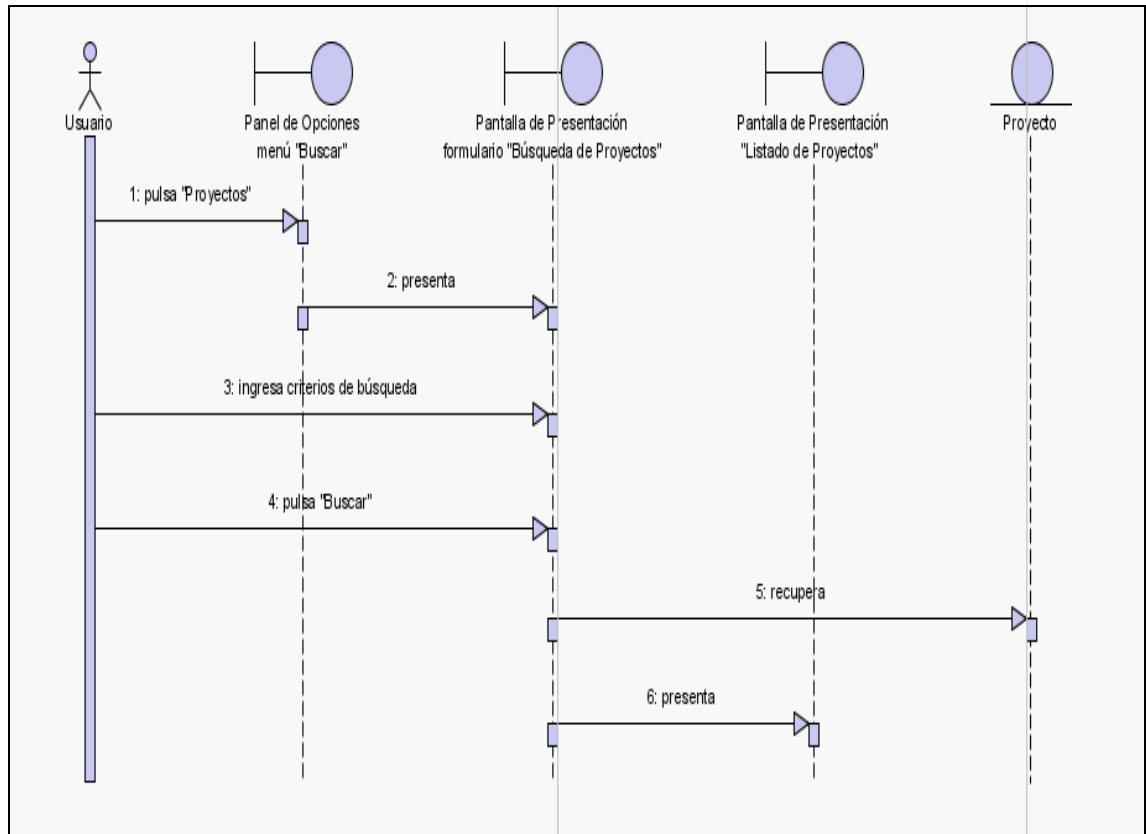 Usuario
Panel de Opciones
menú "Buscar"
Pantalla de Presentación
formulario "Búsqueda de Proyectos"
Pantalla de Presentación
"Listado de Proyectos"
Proyecto
1: pulsa "Proyectos"
2: presenta
3: ingresa criterios de búsqueda
4: pulsa "Buscar"
5: recupera
6: presenta